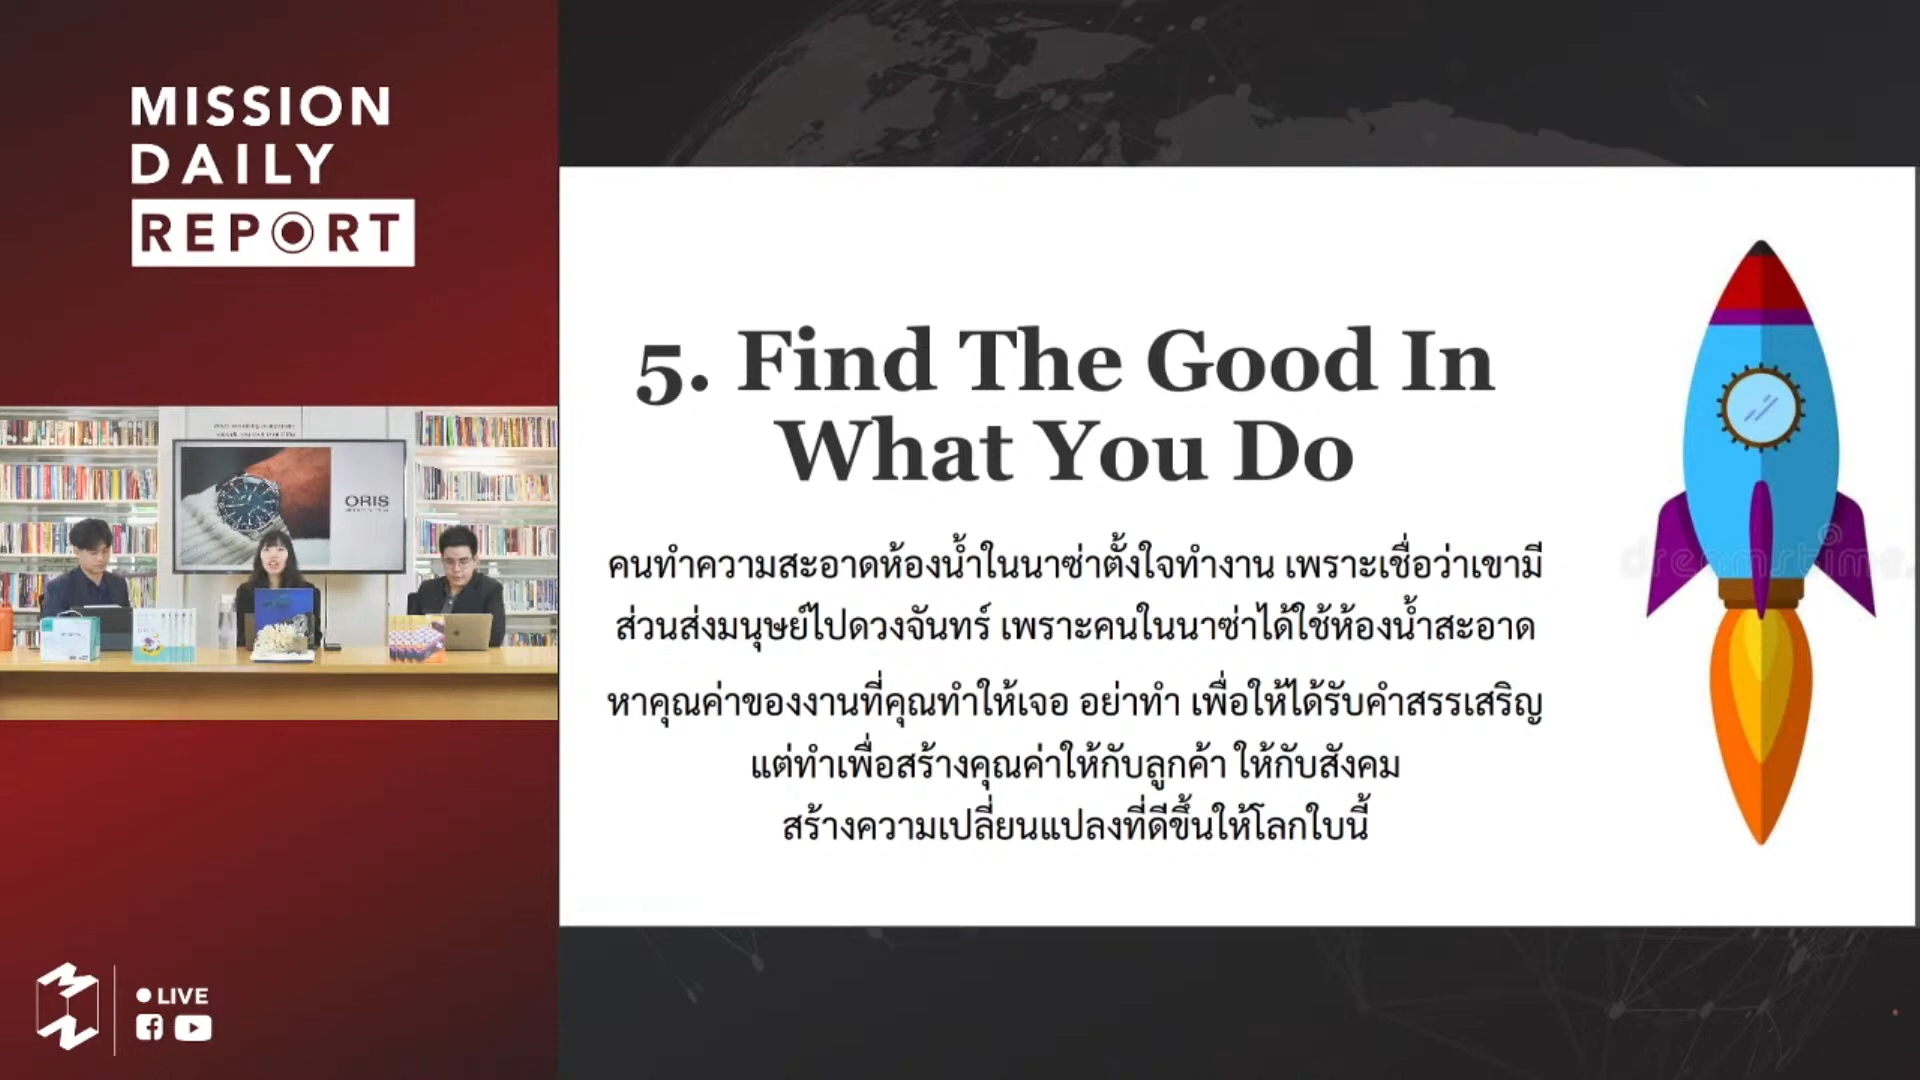 MISSION
DAILY
REPORT
ORIS
5. Find The Good In
What You Do
คนทำความสะอาดห้องน้ำในนาซ่าตั้งใจทำงาน เพราะเชื่อว่าเขามี
ส่วนส่งมนุษย์ไปดวงจันทร์ เพราะคนในนาซ่าได้ใช้ห้องน้ำสะอาด
หาคุณค่าของงานที่คุณทำให้เจอ อย่าทำ เพื่อให้ได้รับคำสรรเสริญ
แต่ทำเพื่อสร้างคุณค่าให้กับลูกค้า ให้กับสังคม
สร้างความเปลี่ยนแปลงที่ดีขึ้นให้โลกใบนี้
dreamstime.
LIVE